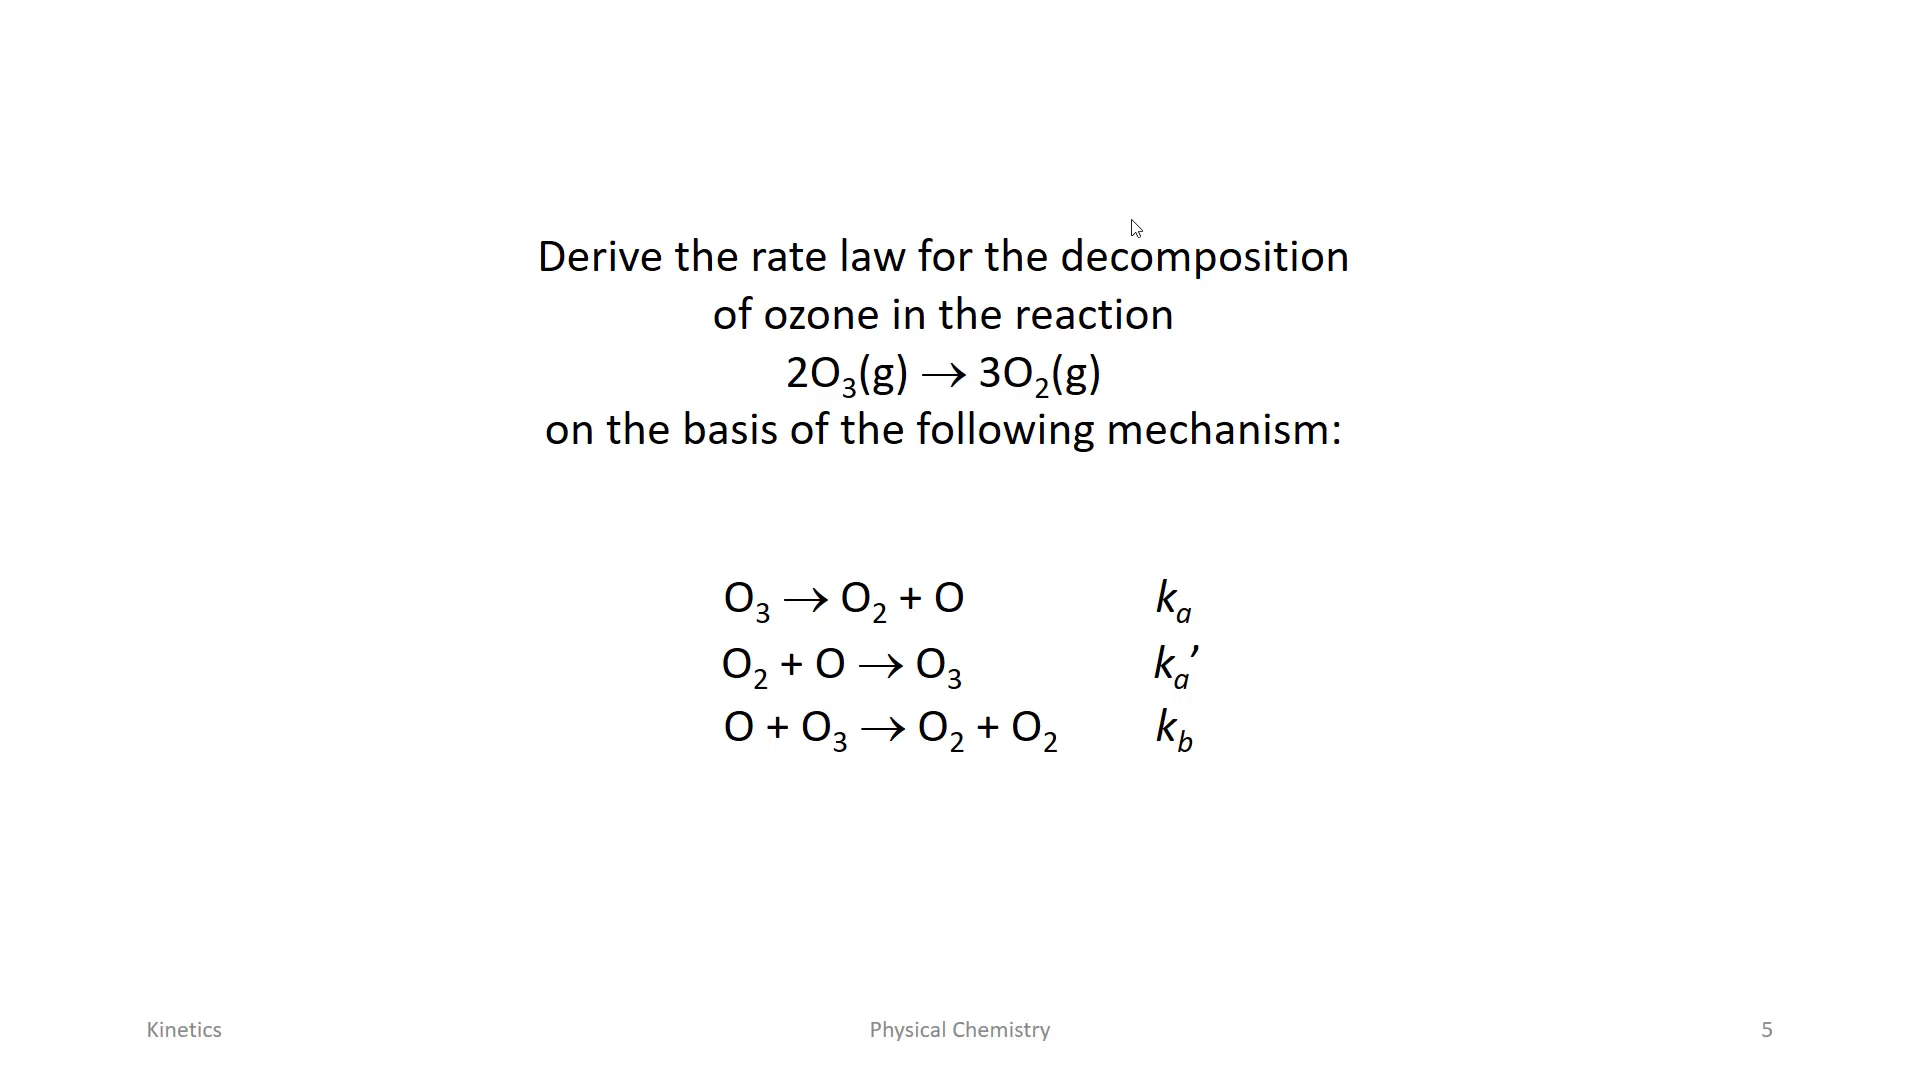 Derive the rate law for the decomposition
of ozone in the reaction
2O₃(g) → 3O₂(g)
on the basis of the following mechanism:
O₃ → O₂ + O kₐ
O₂ + O → O₃ kₐ’
O + O₃ → O₂ + O₂ k_b
Kinetics Physical Chemistry 5